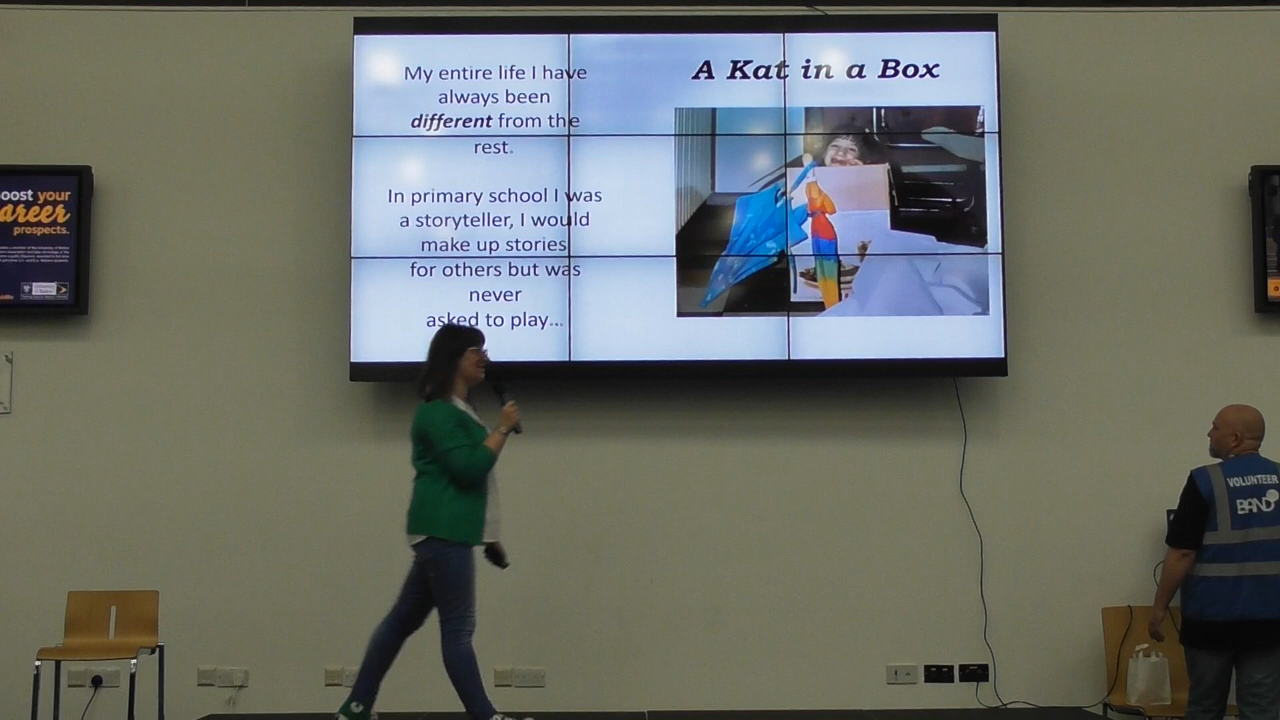 My entire life I have
always been
different from the
rest.
In primary school I was
a storyteller, I would
make up stories
for others but was
never
asked to play...
A Kat in a Box
oost your
areer
prospects.
VOLUNTEER
BAND